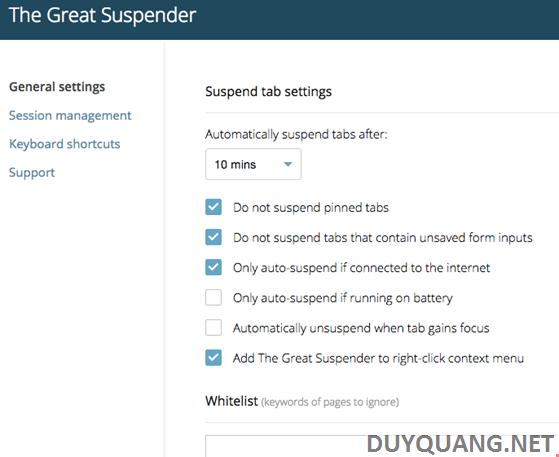 The Great Suspender
General settings
Session management
Keyboard shortcuts
Support
Suspend tab settings
Automatically suspend tabs after:
10 mins
Do not suspend pinned tabs
Do not suspend tabs that contain unsaved form inputs
Only auto-suspend if connected to the internet
Only auto-suspend if running on battery
Automatically unsuspend when tab gains focus
Add The Great Suspender to right-click context menu
Whitelist (keywords of pages to ignore)
DUYQUANG.NET